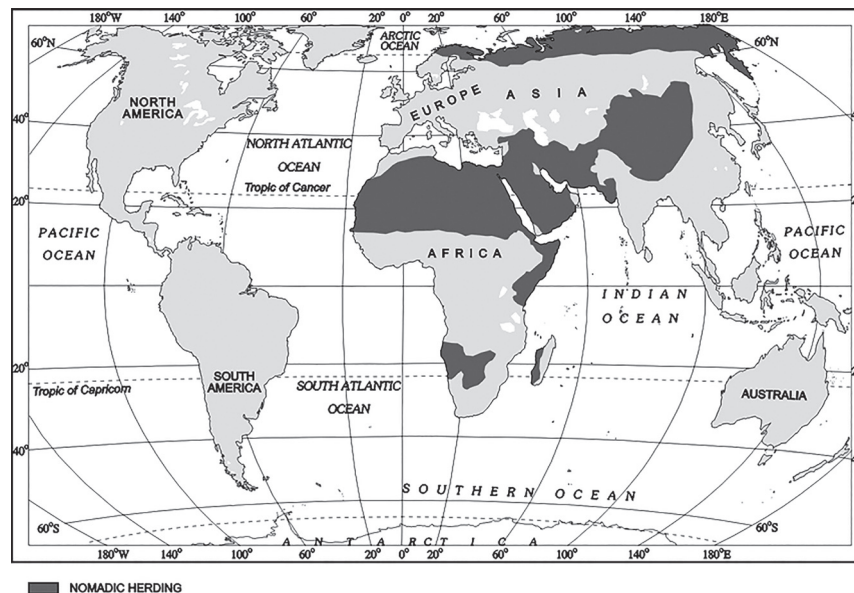 180°W 140° 100° 60° 20° 0° 20° 60° 100° 140° 180°E
ARCTIC
OCEAN
60°N
60°N
NORTH
AMERICA
EUROPE
ASIA
40°
NORTH ATLANTIC
OCEAN
Tropic of Cancer
20°
PACIFIC
OCEAN
AFRICA
PACIFIC
OCEAN
INDIAN
OCEAN
20°
Tropic of Capricorn
SOUTH
AMERICA
SOUTH ATLANTIC
OCEAN
AUSTRALIA
40°
SOUTHERN OCEAN
60°S
60°S
ANTARCTICA
180°W 140° 100° 60° 20° 0° 20° 60° 100° 140° 180°E
NOMADIC HERDING